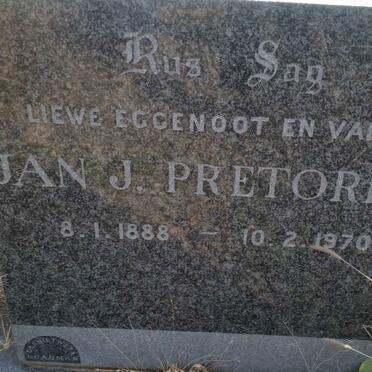 Rus Sag
LIEWE EGGENOOT EN VA
JAN J. PRETOR
8.1.1888 — 10.2.1970